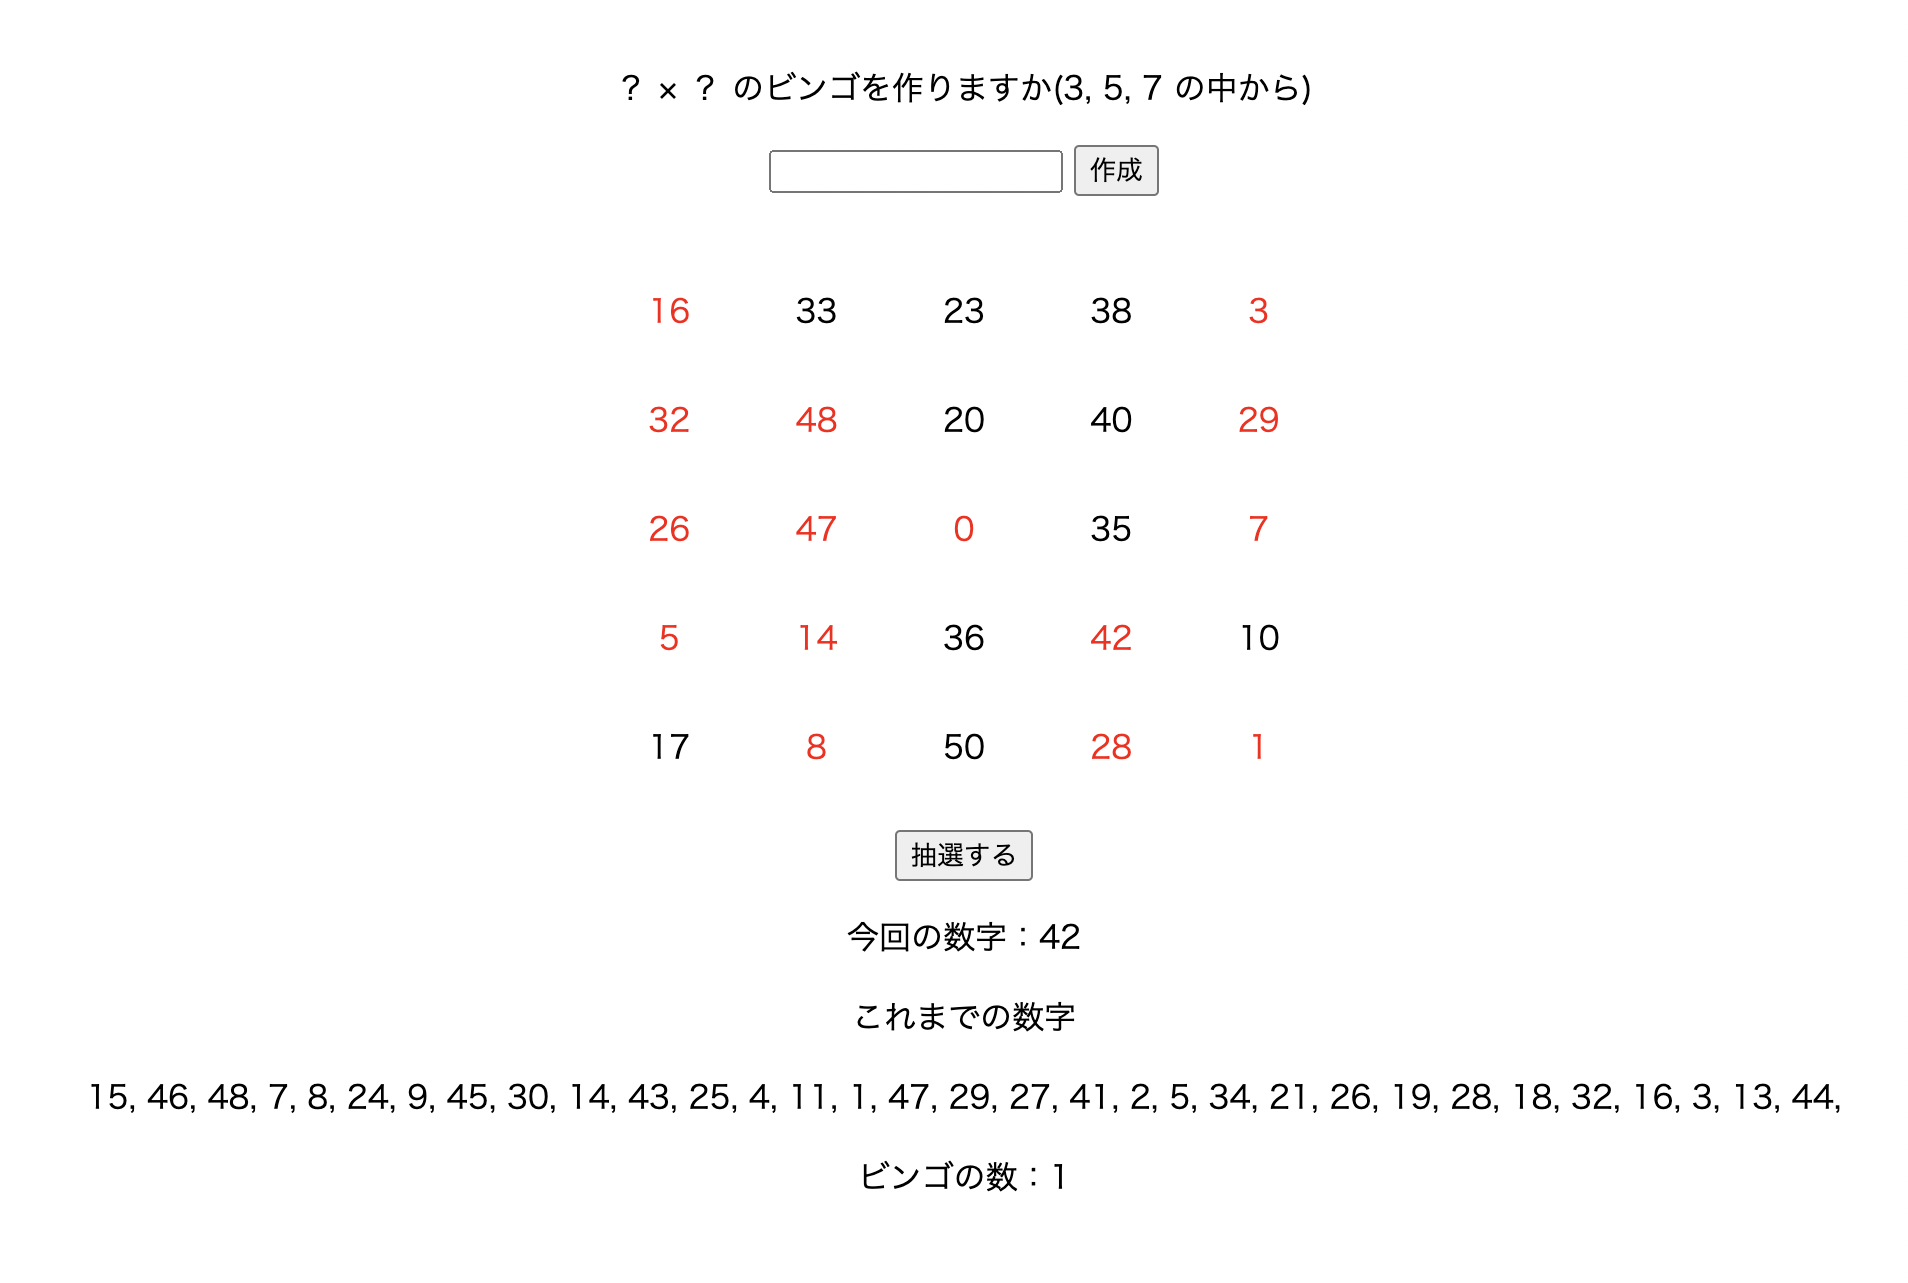 ？ × ？ のビンゴを作りますか(3, 5, 7 の中から)
作成
16 33 23 38 3
32 48 20 40 29
26 47 0 35 7
5 14 36 42 10
17 8 50 28 1
抽選する
今回の数字：42
これまでの数字
15, 46, 48, 7, 8, 24, 9, 45, 30, 14, 43, 25, 4, 11, 1, 47, 29, 27, 41, 2, 5, 34, 21, 26, 19, 28, 18, 32, 16, 3, 13, 44,
ビンゴの数：1